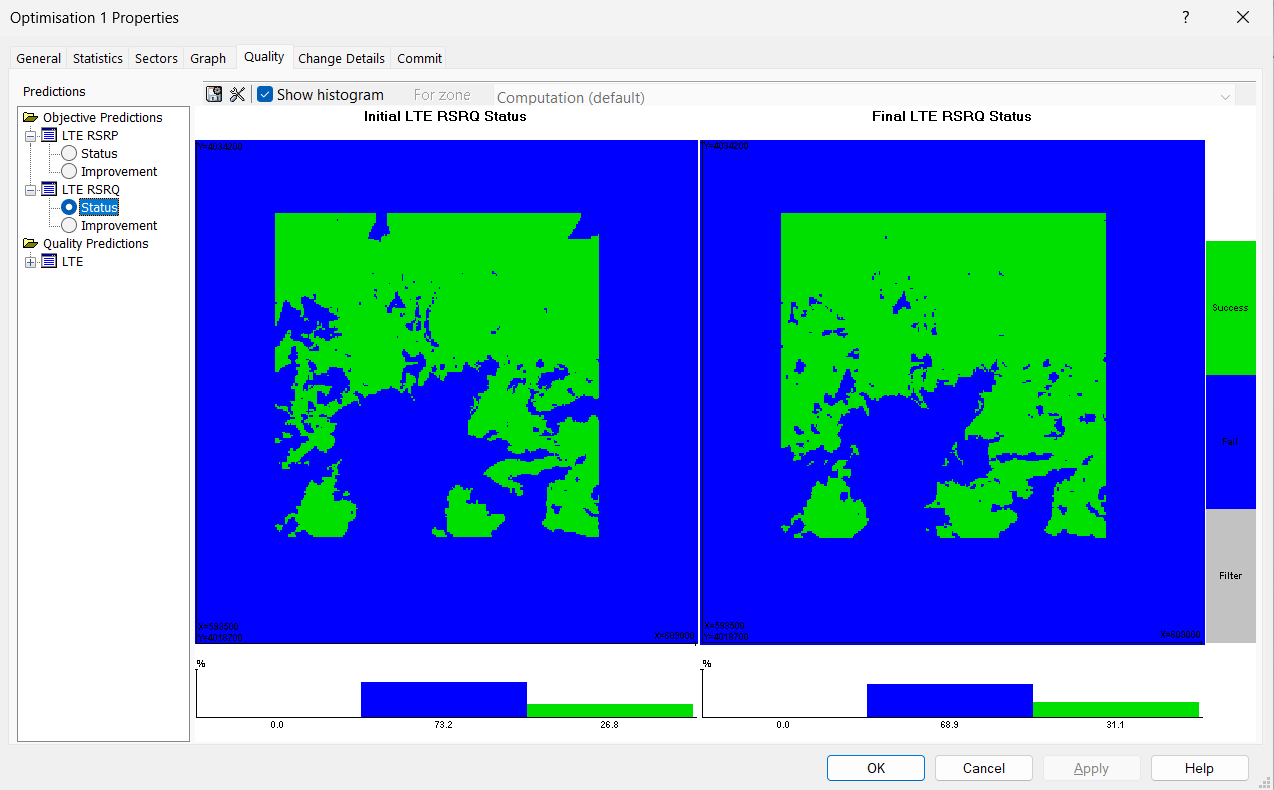 Optimisation 1 Properties
?
General Statistics Sectors Graph Quality Change Details Commit
Predictions
Show histogram For zone Computation (default)
Objective Predictions
LTE RSRP
Status
Improvement
LTE RSRQ
Status
Improvement
Quality Predictions
LTE
Initial LTE RSRQ Status Final LTE RSRQ Status
Success
Fail
Filter
%
0.0 73.2 26.8
%
0.0 68.9 31.1
OK Cancel Apply Help